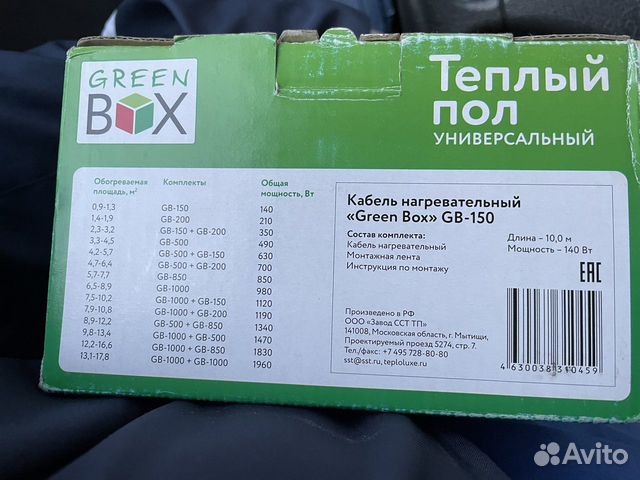 GREEN
BOX
Теплый
пол
УНИВЕРСАЛЬНЫЙ
Обогреваемая площадь, м² Комплекты Общая мощность, Вт
0,9-1,3 GB-150 140
1,4-1,9 GB-200 210
2,3-3,2 GB-150 + GB-200 350
3,3-4,5 GB-500 490
4,2-5,7 GB-500 + GB-150 630
4,7-6,4 GB-500 + GB-200 700
5,7-7,7 GB-850 850
6,5-8,9 GB-1000 980
7,5-10,2 GB-1000 + GB-150 1120
7,9-10,8 GB-1000 + GB-200 1190
8,9-12,2 GB-500 + GB-850 1340
9,8-13,4 GB-1000 + GB-500 1470
12,2-16,6 GB-1000 + GB-850 1830
13,1-17,8 GB-1000 + GB-1000 1960
Кабель нагревательный
«Green Box» GB-150
Состав комплекта:
Кабель нагревательный
Монтажная лента
Инструкция по монтажу
Длина – 10,0 м
Мощность – 140 Вт
EAC
Произведено в РФ
ООО «Завод ССТ ТП»
141008, Московская область, г. Мытищи,
Проектируемый проезд 5274, стр. 7.
Тел./факс: +7 495 728-80-80
sst@sst.ru, teploluxe.ru
4 630038 310459
Avito